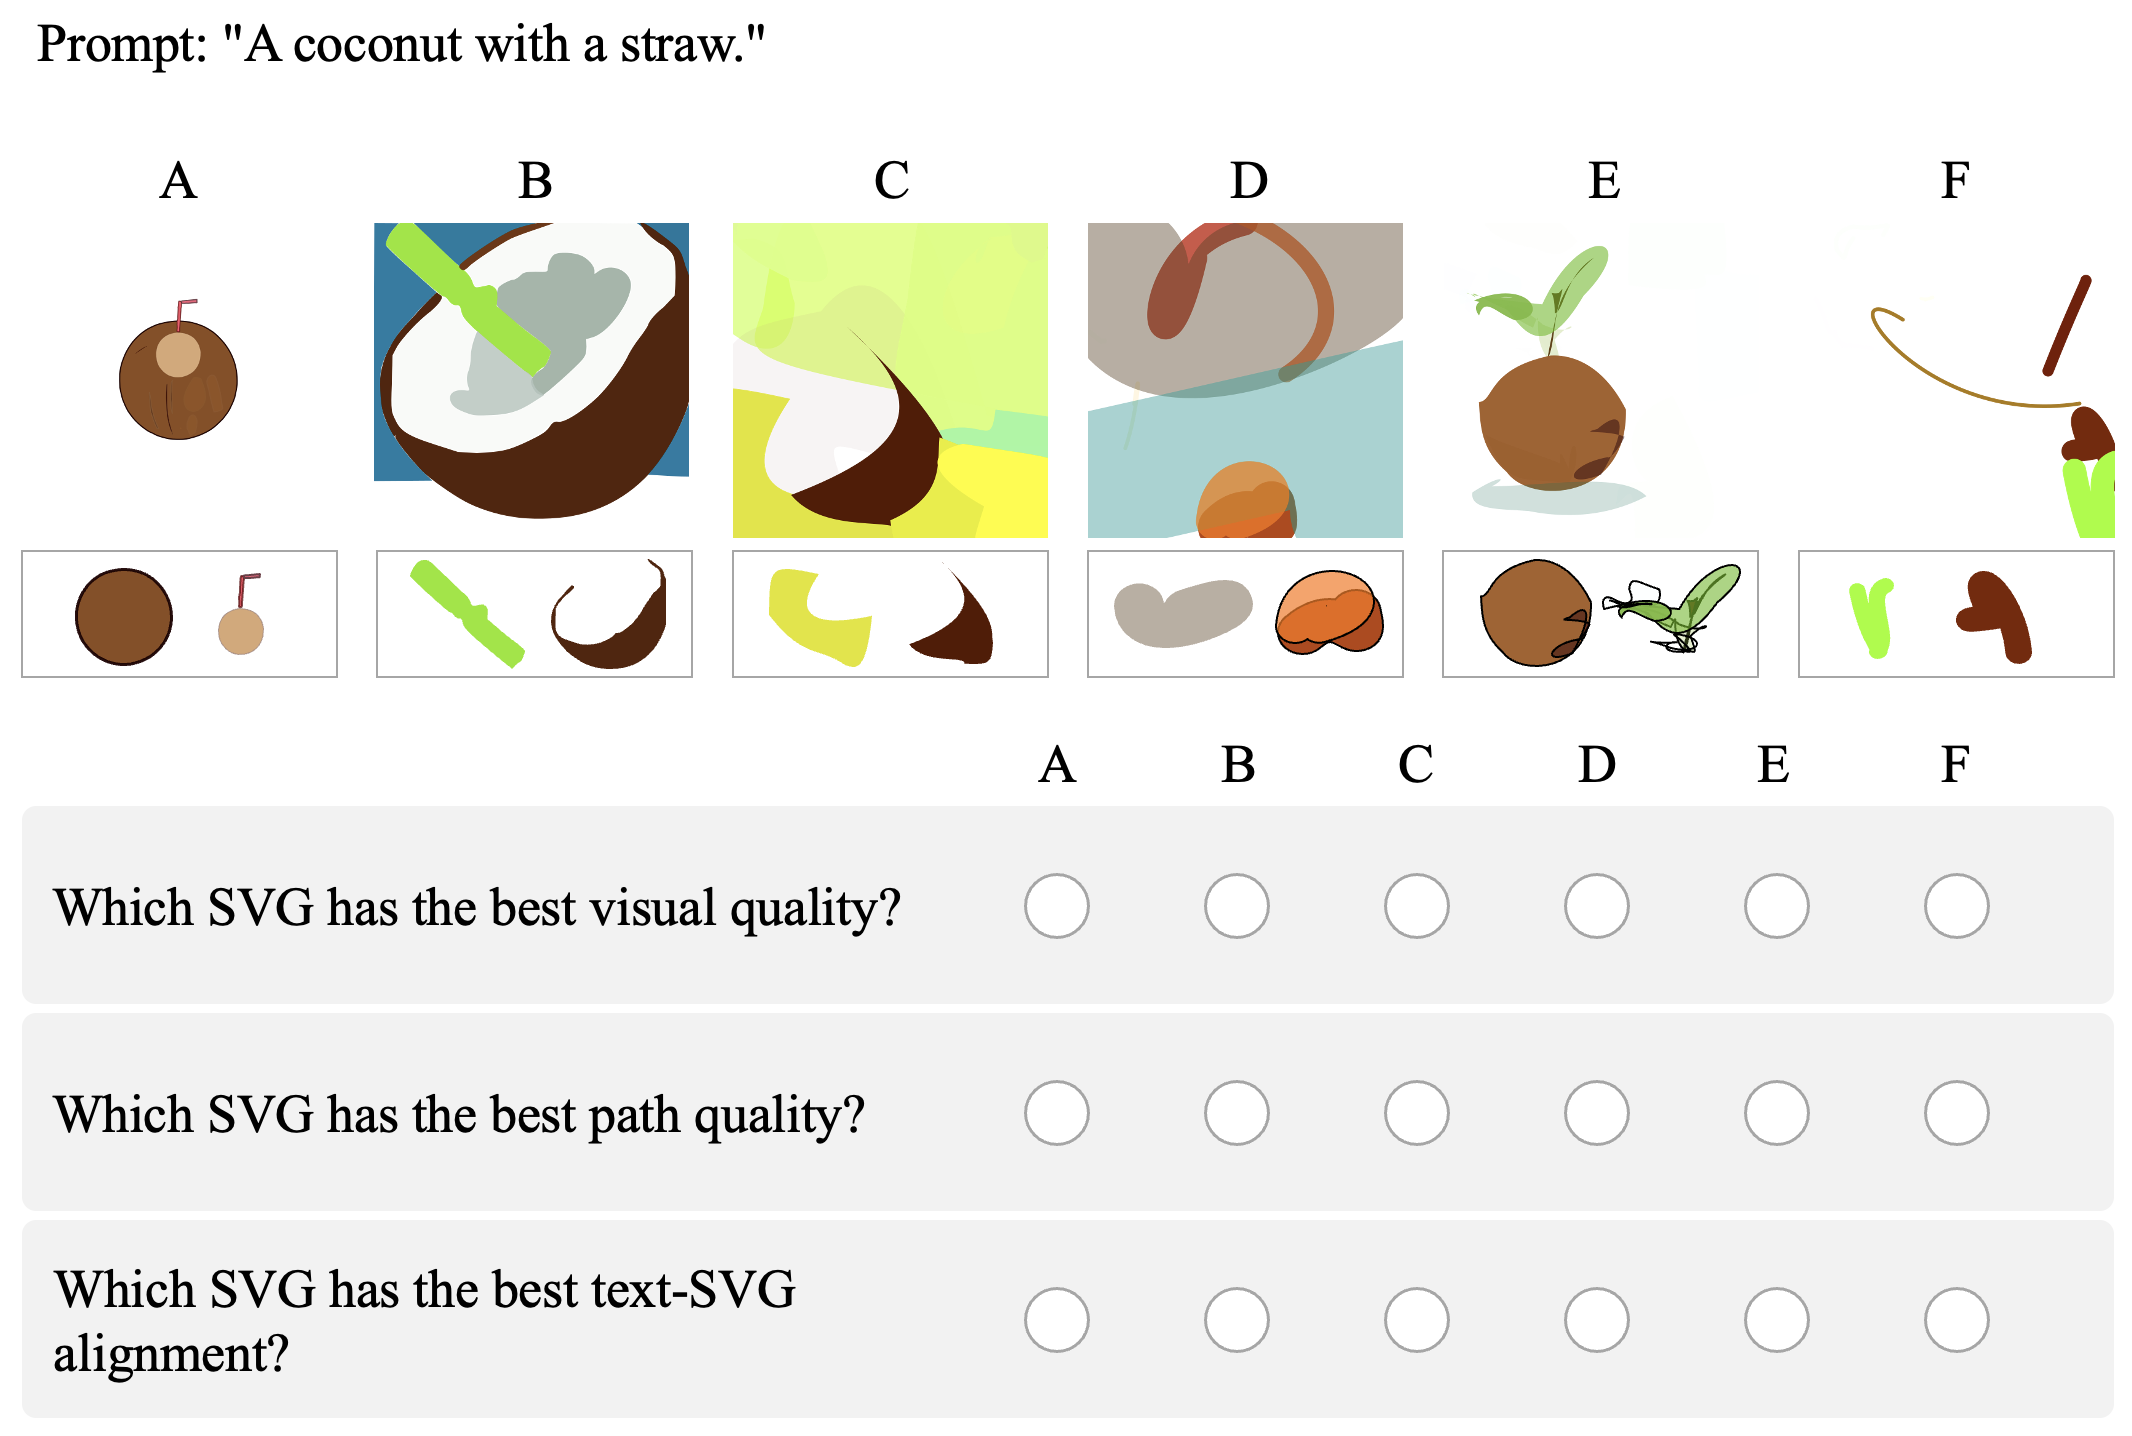 Prompt: "A coconut with a straw."
A B C D E F
A B C D E F
Which SVG has the best visual quality?
Which SVG has the best path quality?
Which SVG has the best text-SVG
alignment?